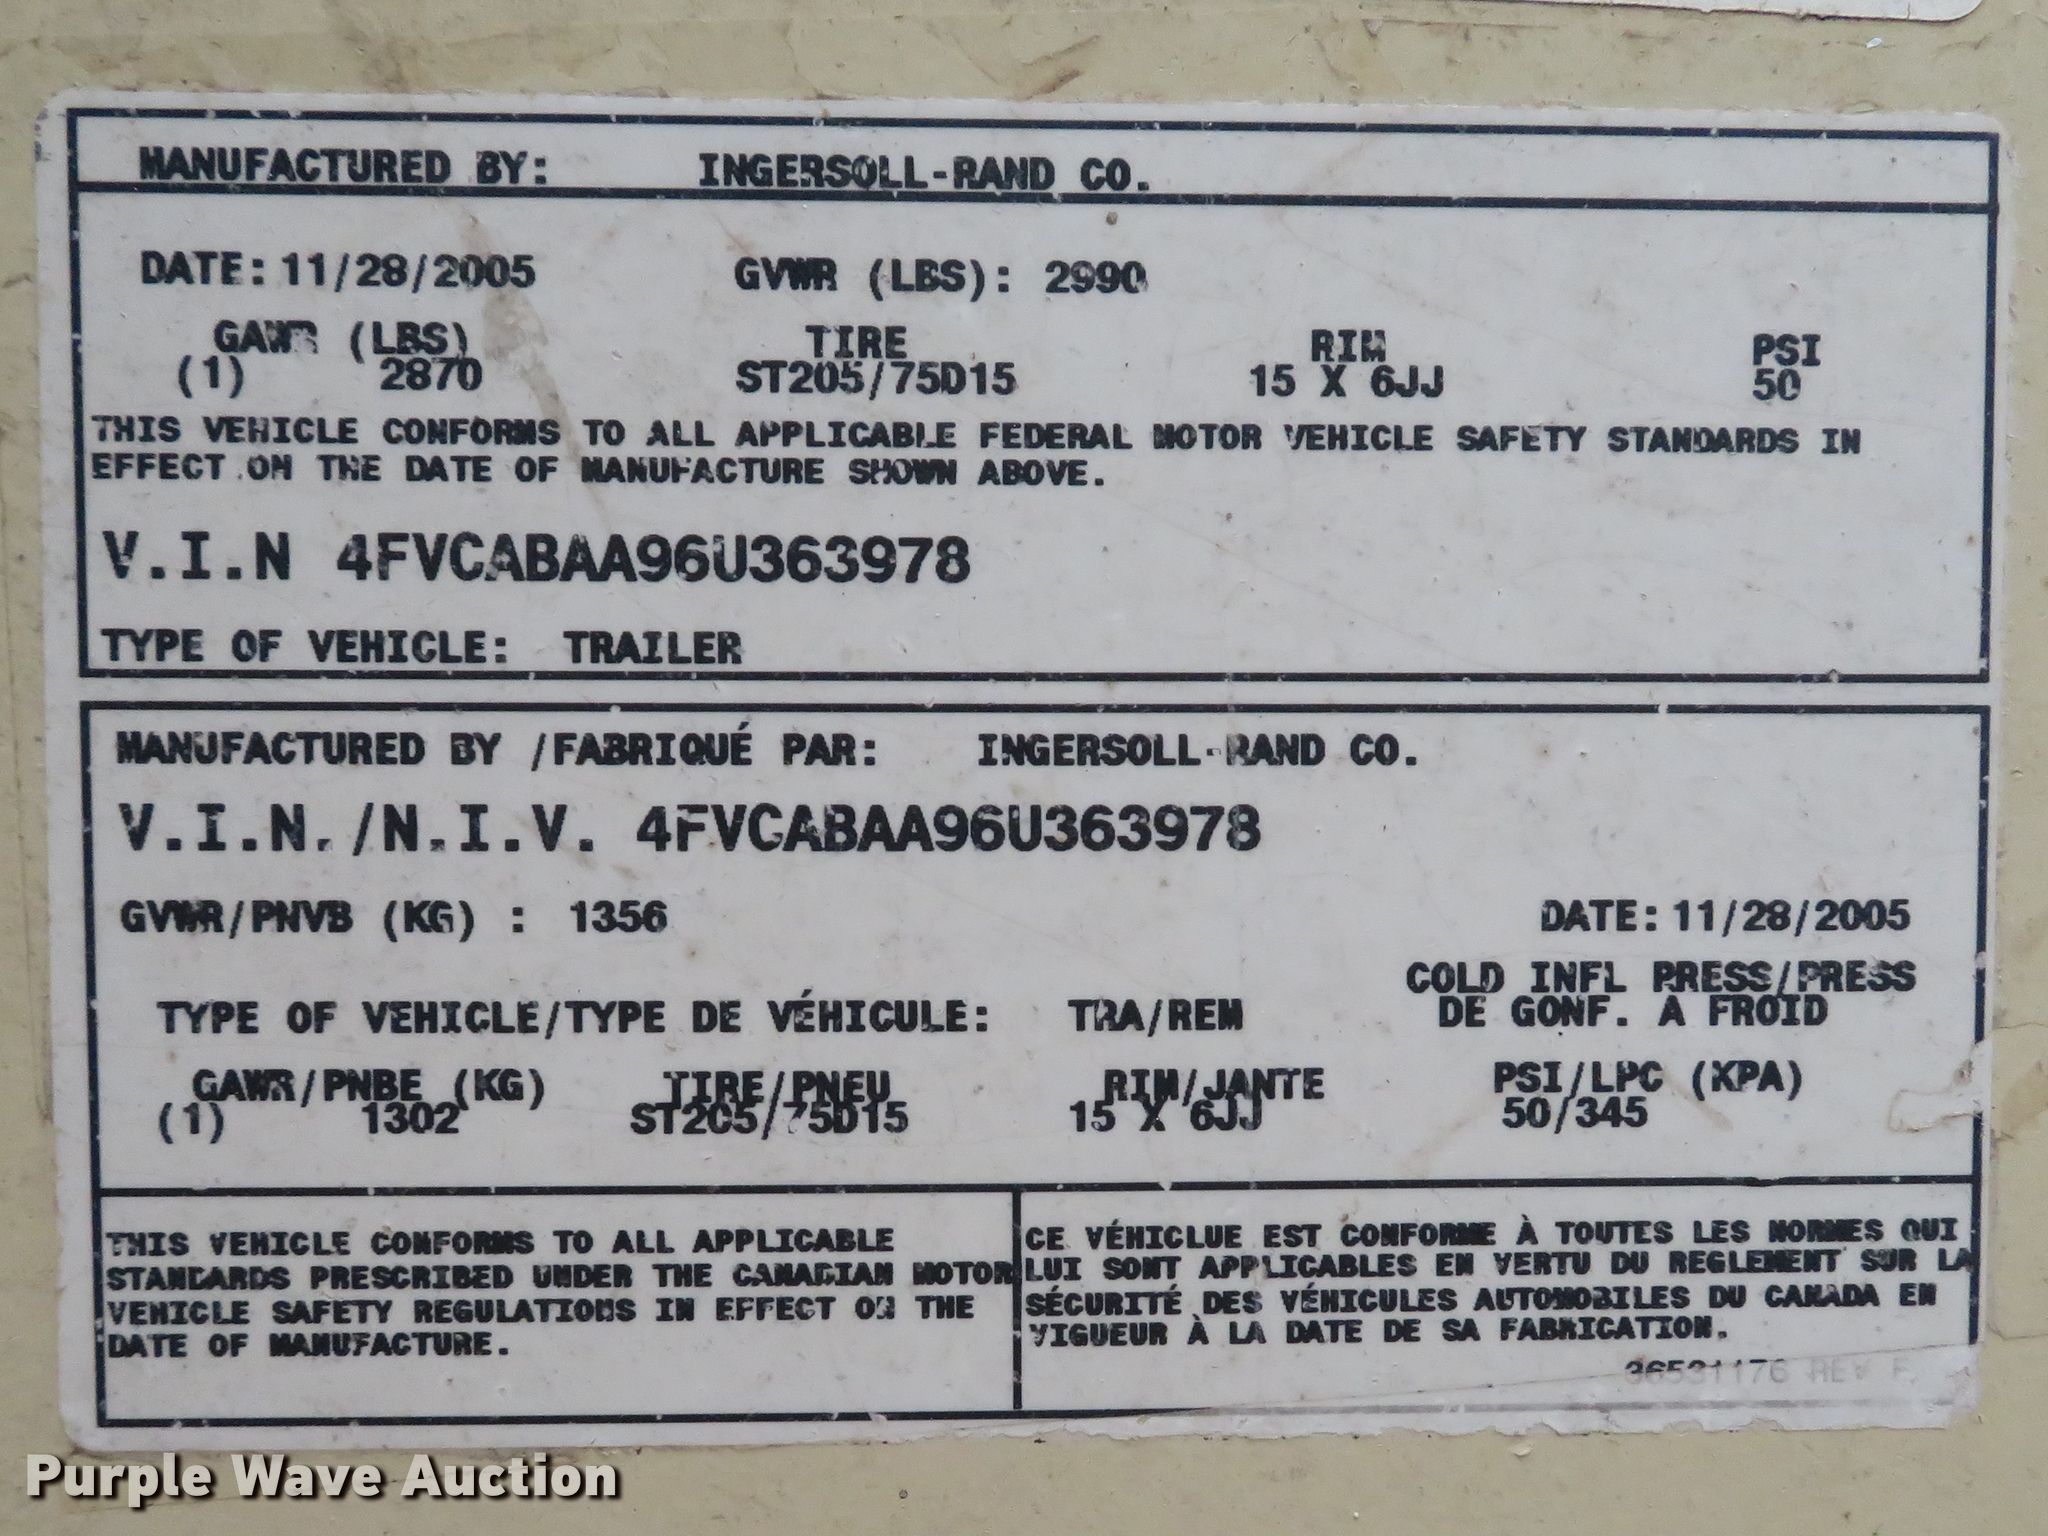 MANUFACTURED BY: INGERSOLL-RAND CO.
DATE: 11/28/2005 GVWR (LBS): 2990
GAWR (LBS) TIRE RIM PSI
(1) 2870 ST205/75D15 15 X 6JJ 50
THIS VEHICLE CONFORMS TO ALL APPLICABLE FEDERAL MOTOR VEHICLE SAFETY STANDARDS IN
EFFECT ON THE DATE OF MANUFACTURE SHOWN ABOVE.
V.I.N 4FVCABAA96U363978
TYPE OF VEHICLE: TRAILER
MANUFACTURED BY /FABRIQUÉ PAR: INGERSOLL-RAND CO.
V.I.N./N.I.V. 4FVCABAA96U363978
GVWR/PNVB (KG) : 1356 DATE: 11/28/2005
COLD INFL PRESS/PRESS
TYPE OF VEHICLE/TYPE DE VÉHICULE: TRA/REM DE GONF. A FROID
GAWR/PNBE (KG) TIRE/PNEU RIM/JANTE PSI/LPC (KPA)
(1) 1302 ST205/75D15 15 X 6JJ 50/345
THIS VEHICLE CONFORMS TO ALL APPLICABLE
STANDARDS PRESCRIBED UNDER THE CANADIAN MOTOR
VEHICLE SAFETY REGULATIONS IN EFFECT ON THE
DATE OF MANUFACTURE.
CE VÉHICLUE EST CONFORME À TOUTES LES NORMES QUI
LUI SONT APPLICABLES EN VERTU DU REGLEMENT SUR LA
SÉCURITÉ DES VÉHICULES AUTOMOBILES DU CANADA EN
VIGUEUR À LA DATE DE SA FABRICATION.
36531176 REV F.
Purple Wave Auction